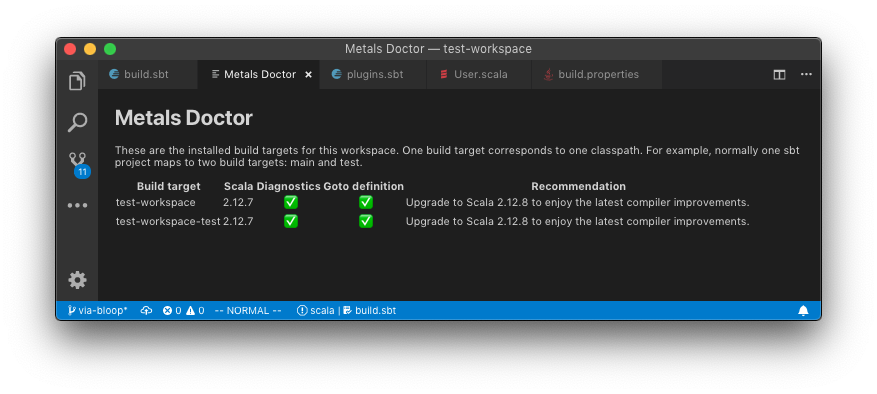 Metals Doctor — test-workspace
build.sbt
Metals Doctor ×
plugins.sbt
User.scala
build.properties
11
Metals Doctor
These are the installed build targets for this workspace. One build target corresponds to one classpath. For example, normally one sbt
project maps to two build targets: main and test.
Build target Scala Diagnostics Goto definition Recommendation
test-workspace 2.12.7 ✅ ✅ Upgrade to Scala 2.12.8 to enjoy the latest compiler improvements.
test-workspace-test 2.12.7 ✅ ✅ Upgrade to Scala 2.12.8 to enjoy the latest compiler improvements.
via-bloop* 0 0 -- NORMAL -- scala | build.sbt